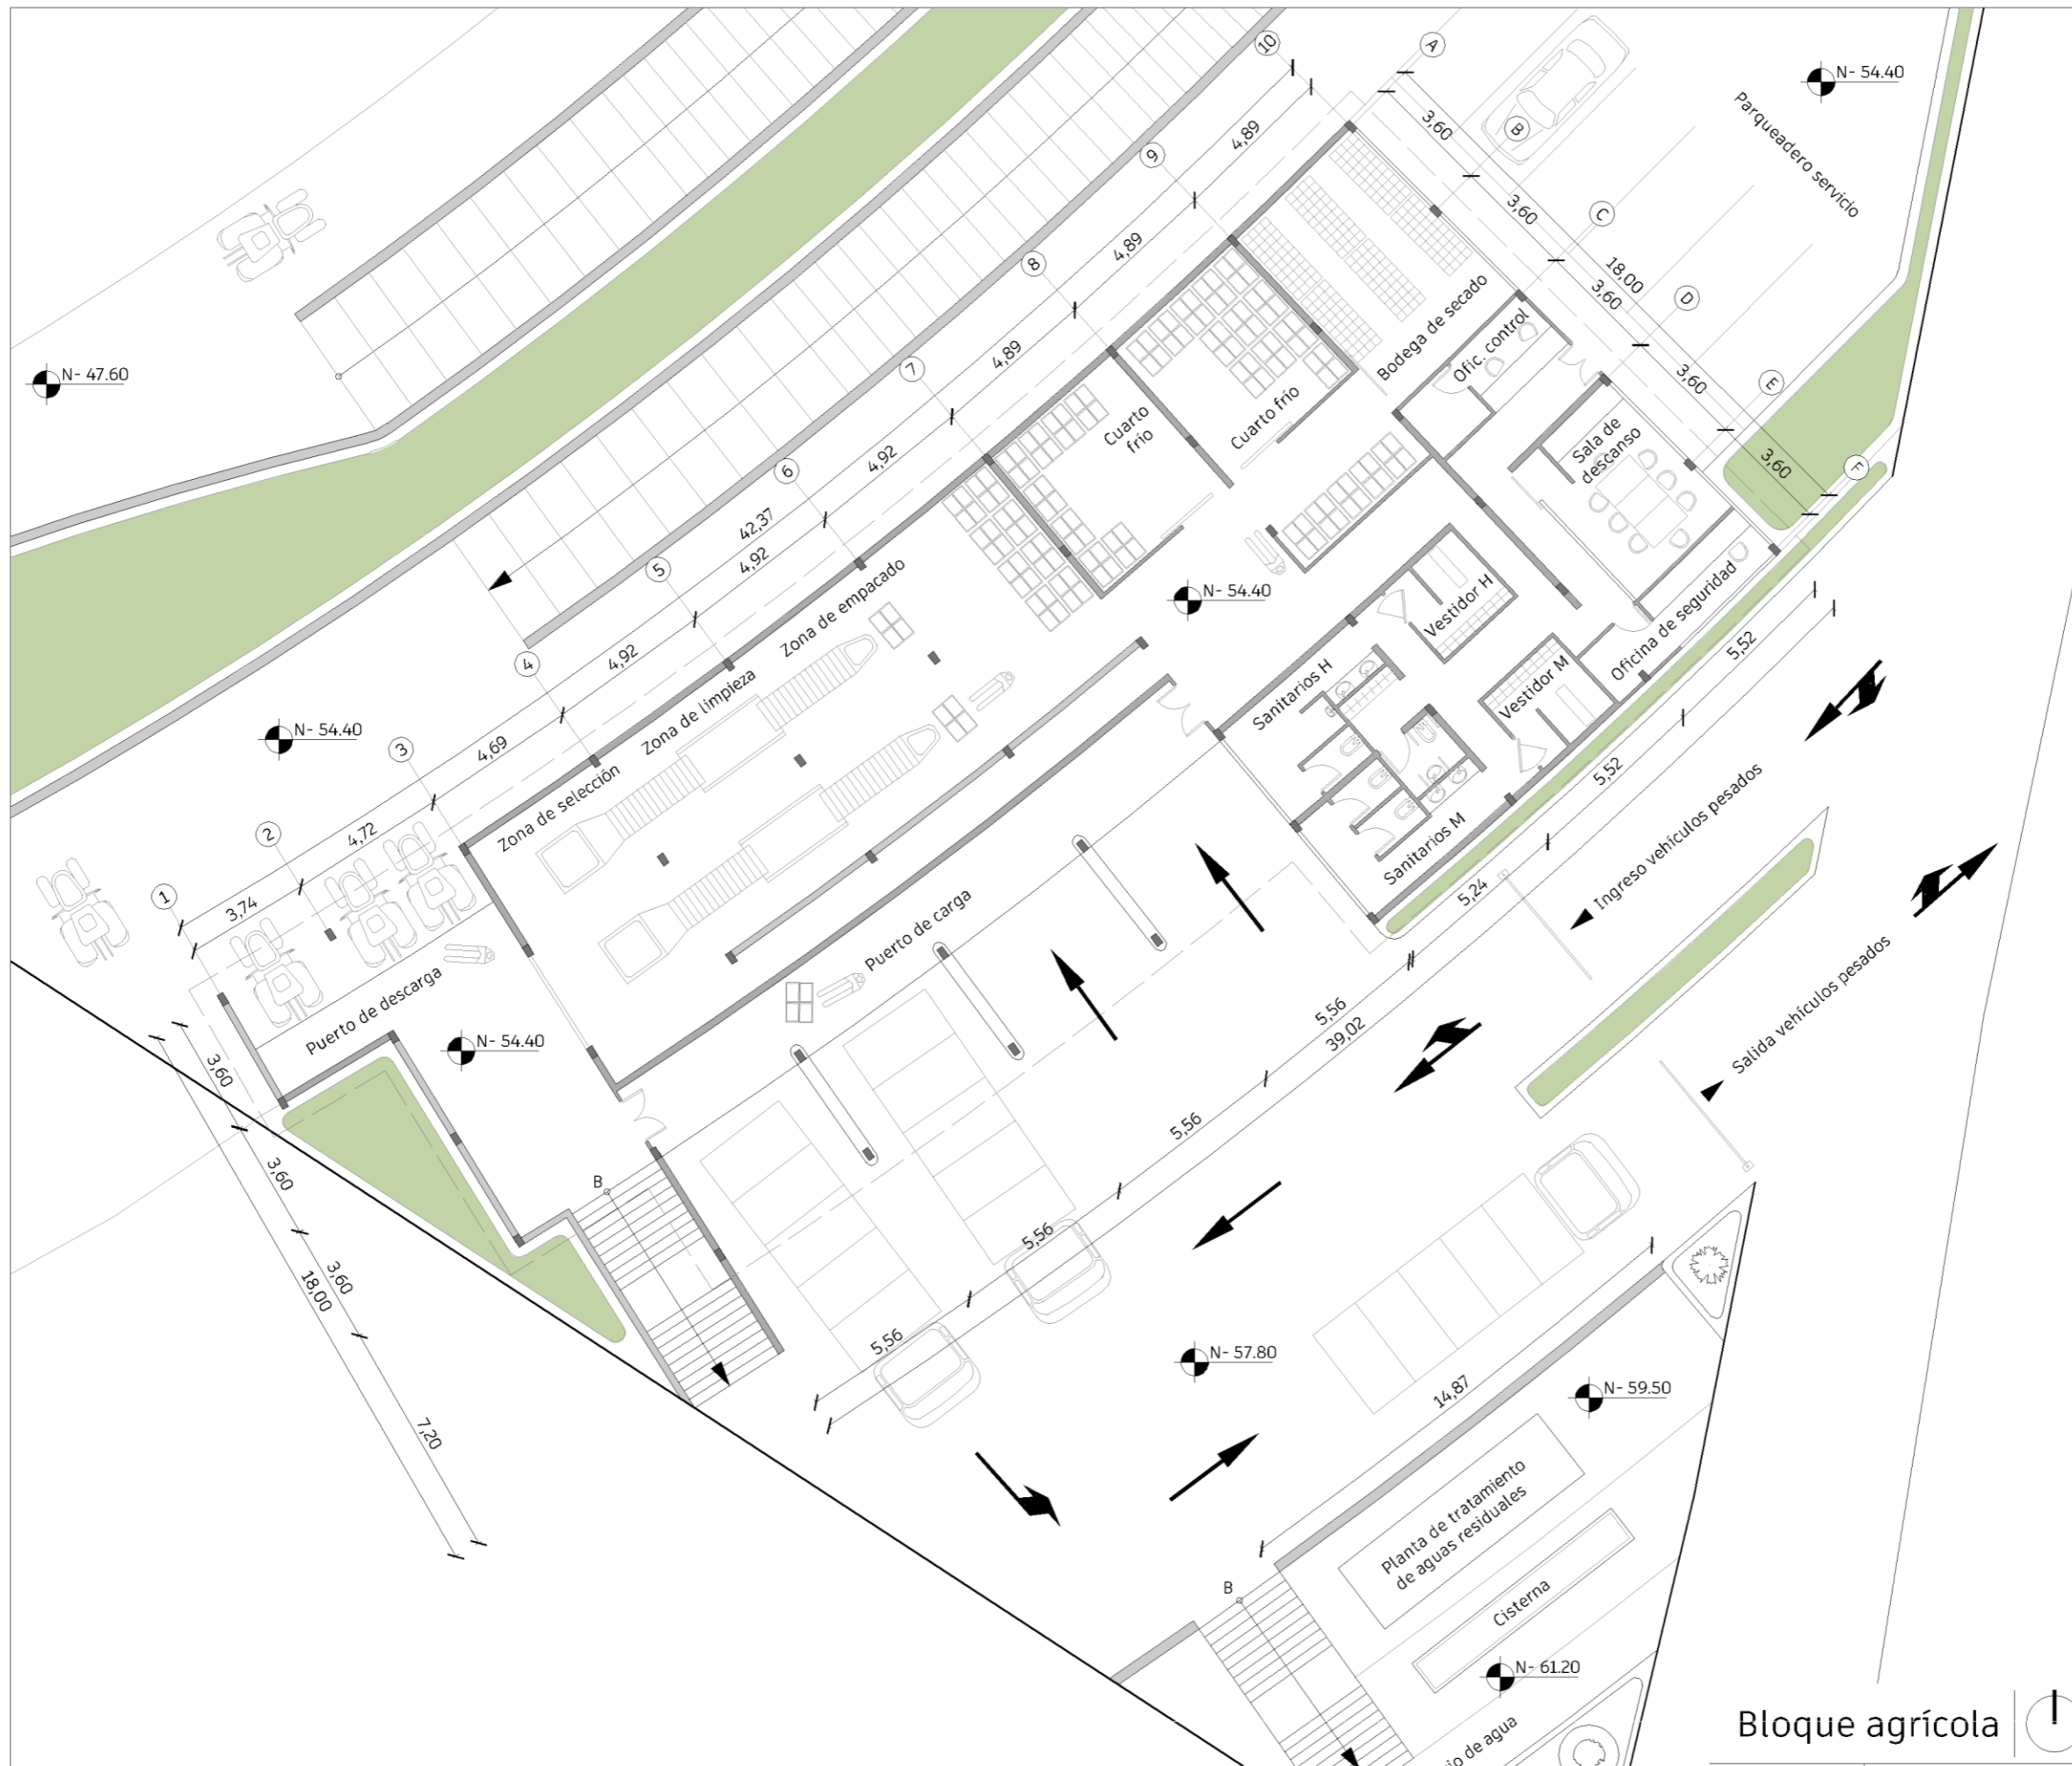 10
A
N- 54.40
Parqueadero servicio
3,60
B
4,89
9
3,60
C
4,89
8
18,00
3,60
D
4,89
7
3,60
E
N- 47.60
4,92
6
3,60
F
42,37
4,92
5
4,92
4
4,69
3
4,72
2
3,74
1
Bodega de secado
Ofic. control
Cuarto frío
Cuarto
frío
Sala de
descanso
Zona de empacado
N- 54.40
Vestidor H
Oficina de seguridad
Zona de limpieza
Vestidor M
Sanitarios H
N- 54.40
Zona de selección
Sanitarios M
5,52
5,52
5,24
Ingreso vehículos pesados
Salida vehículos pesados
Puerto de carga
Puerto de descarga
N- 54.40
5,56
39,02
5,56
5,56
5,56
3,60
3,60
3,60
18,00
7,20
B
N- 57.80
14,87
N- 59.50
Planta de tratamiento
de aguas residuales
Cisterna
B
N- 61.20
de agua
Bloque agrícola